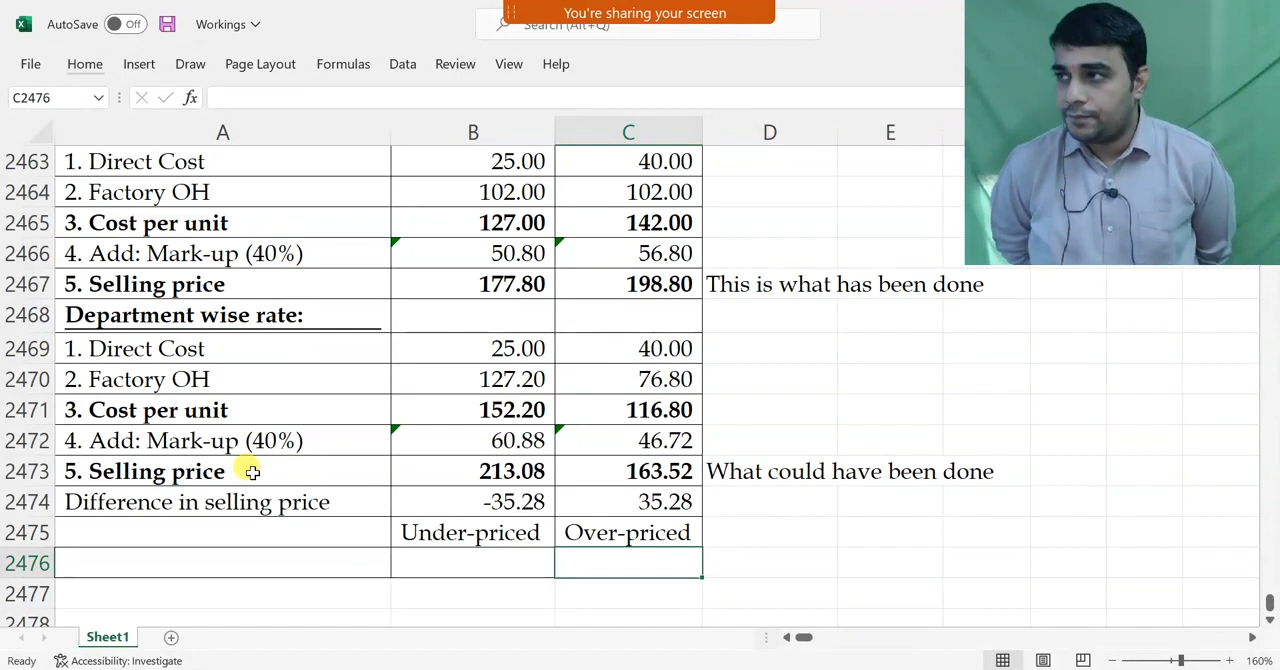 You're sharing your screen
AutoSave Off Workings Search (Alt+Q)
File Home Insert Draw Page Layout Formulas Data Review View Help
C2476 fx
A B C D E
2463 1. Direct Cost 25.00 40.00
2464 2. Factory OH 102.00 102.00
2465 3. Cost per unit 127.00 142.00
2466 4. Add: Mark-up (40%) 50.80 56.80
2467 5. Selling price 177.80 198.80 This is what has been done
2468 Department wise rate:
2469 1. Direct Cost 25.00 40.00
2470 2. Factory OH 127.20 76.80
2471 3. Cost per unit 152.20 116.80
2472 4. Add: Mark-up (40%) 60.88 46.72
2473 5. Selling price 213.08 163.52 What could have been done
2474 Difference in selling price -35.28 35.28
2475 Under-priced Over-priced
2476
2477
2478
Sheet1
Ready Accessibility: Investigate 160%